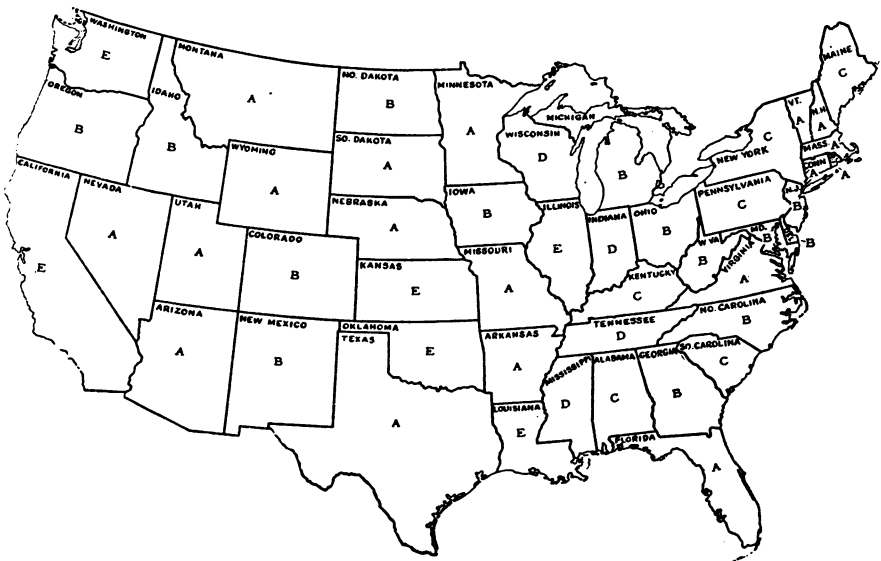 WASHINGTON
E
MONTANA
A
NO. DAKOTA
B
MINNESOTA
A
MAINE
C
OREGON
B
IDAHO
B
WYOMING
A
SO. DAKOTA
A
WISCONSIN
D
MICHIGAN
B
VT.
A
N.H.
A
MASS
A
CONN
A
A
NEW YORK
C
CALIFORNIA
E
NEVADA
A
UTAH
A
COLORADO
B
NEBRASKA
A
KANSAS
E
IOWA
B
MISSOURI
A
ILLINOIS
E
INDIANA
D
OHIO
B
PENNSYLVANIA
C
N.J.
B
MD.
B
B
W.VA
B
VIRGINIA
A
KENTUCKY
C
ARIZONA
A
NEW MEXICO
B
OKLAHOMA
E
TEXAS
A
ARKANSAS
A
TENNESSEE
D
NO. CAROLINA
B
SO. CAROLINA
C
LOUISIANA
E
MISSISSIPPI
D
ALABAMA
C
GEORGIA
B
FLORIDA
A